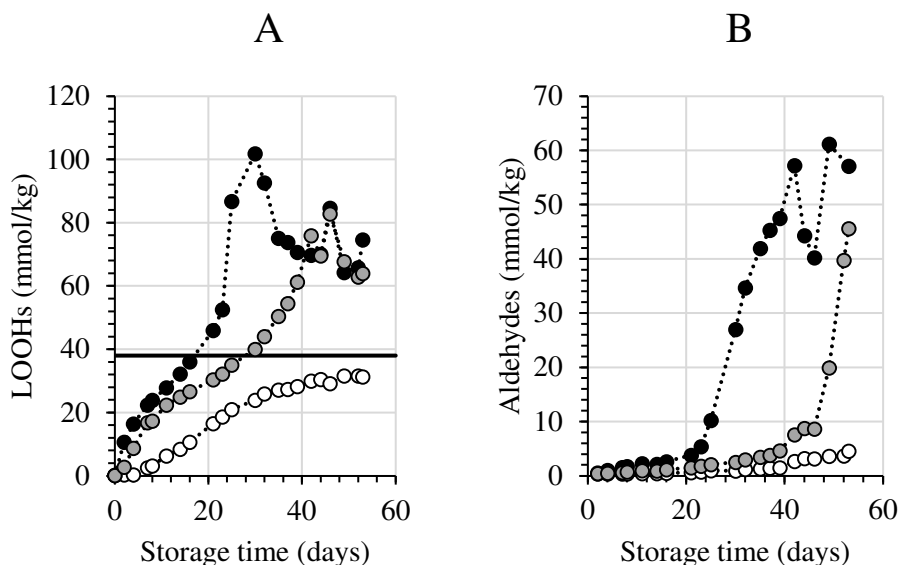 A
120
100
80
60
40
20
0
0 20 40 60
LOOHs (mmol/kg)
Storage time (days)
B
70
60
50
40
30
20
10
0
0 20 40 60
Aldehydes (mmol/kg)
Storage time (days)